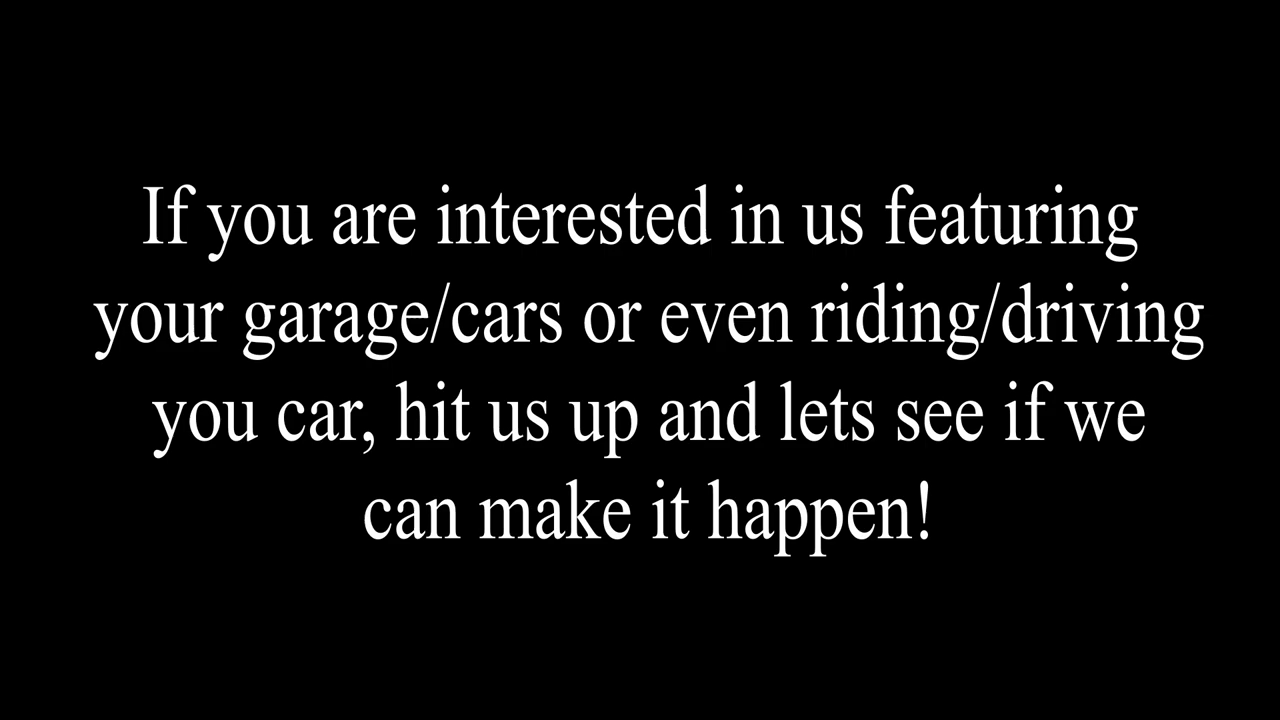 If you are interested in us featuring
your garage/cars or even riding/driving
you car, hit us up and lets see if we
can make it happen!